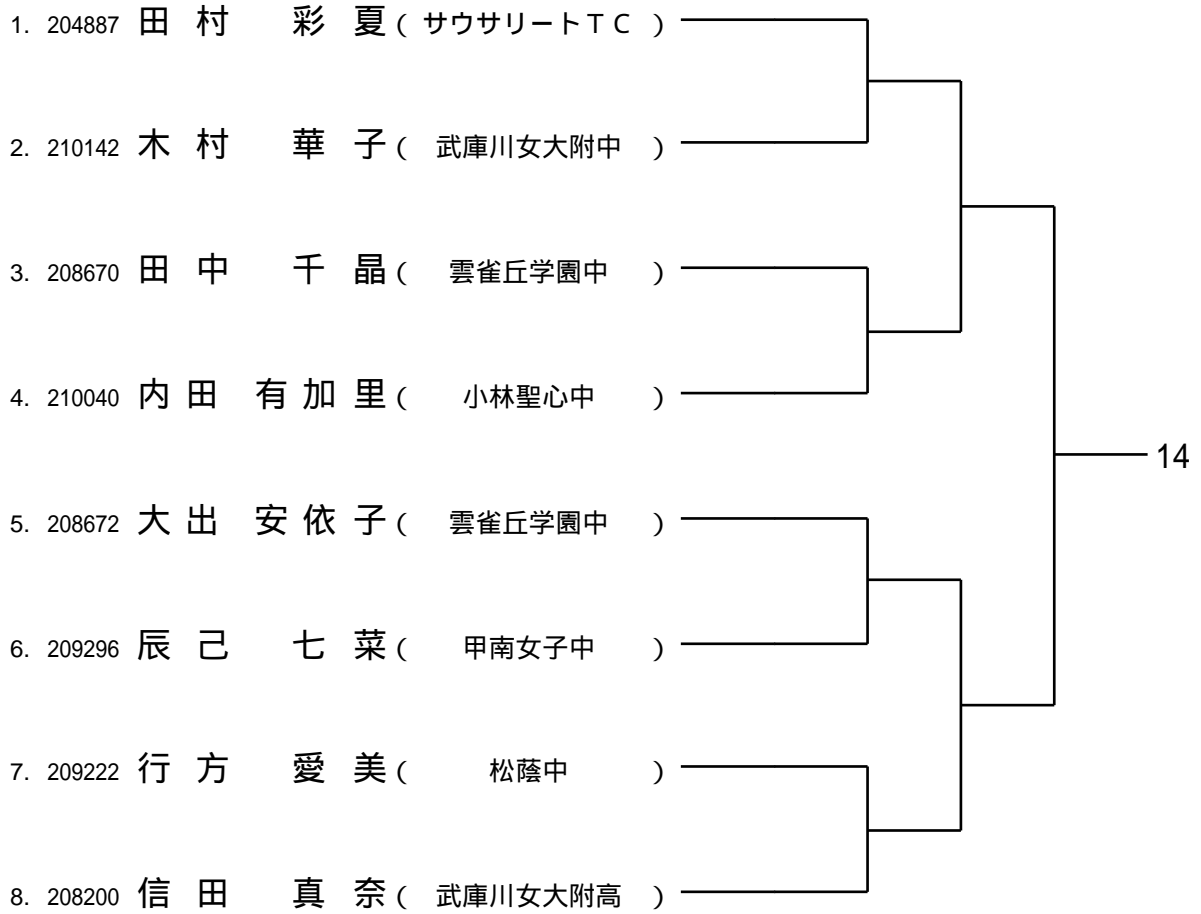 1. 204887 田村 彩夏(サウサリートTC)
2. 210142 木村 華子(武庫川女大附中)
3. 208670 田中 千晶(雲雀丘学園中)
4. 210040 内田 有加里(小林聖心中)
14
5. 208672 大出 安依子(雲雀丘学園中)
6. 209296 辰己 七菜(甲南女子中)
7. 209222 行方 愛美(松蔭中)
8. 208200 信田 真奈(武庫川女大附高)